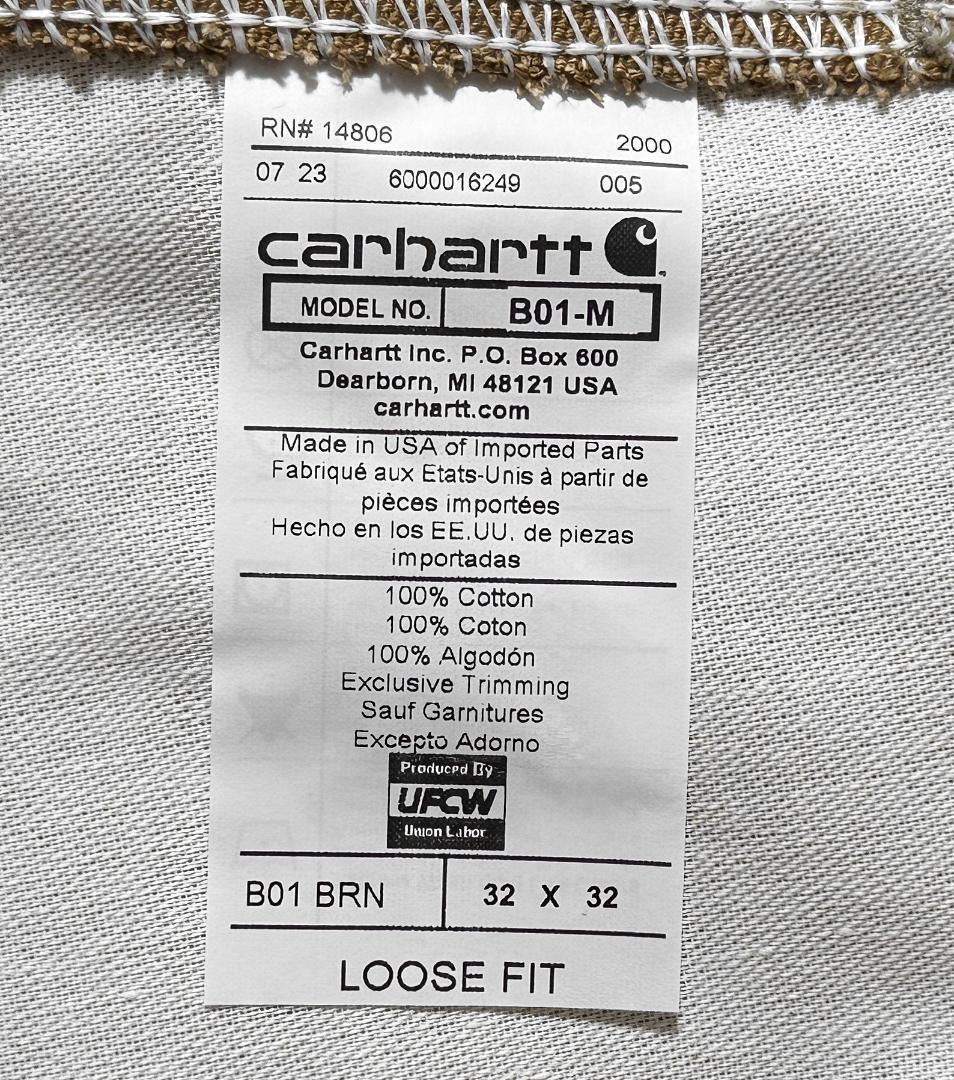 RN# 14806 2000
07 23 6000016249 005
carhartt
MODEL NO. B01-M
Carhartt Inc. P.O. Box 600
Dearborn, MI 48121 USA
carhartt.com
Made in USA of Imported Parts
Fabriqué aux Etats-Unis à partir de
pièces importées
Hecho en los EE.UU. de piezas
importadas
100% Cotton
100% Coton
100% Algodón
Exclusive Trimming
Sauf Garnitures
Excepto Adorno
Produced By
UFCW
Union Labor
B01 BRN 32 X 32
LOOSE FIT